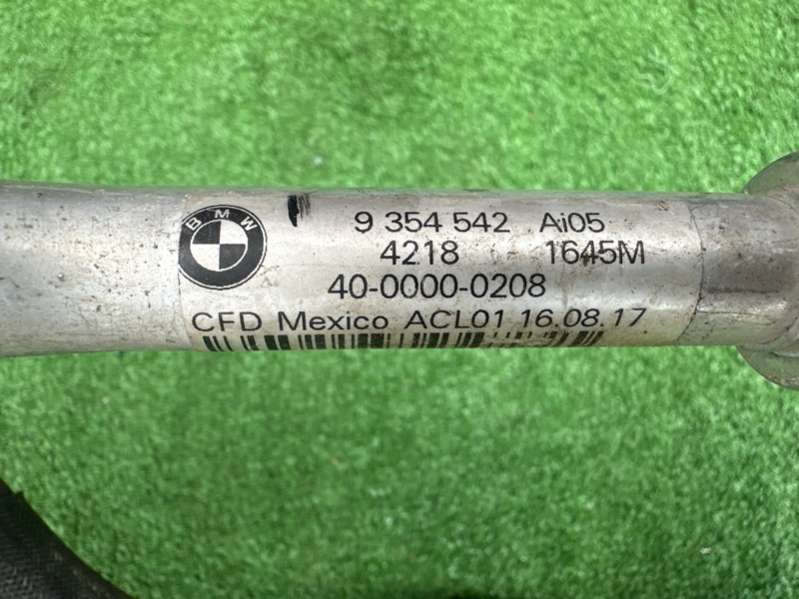 BMW
9 354 542 Ai05
4218 1645M
40-0000-0208
CFD Mexico ACL01 16.08.17